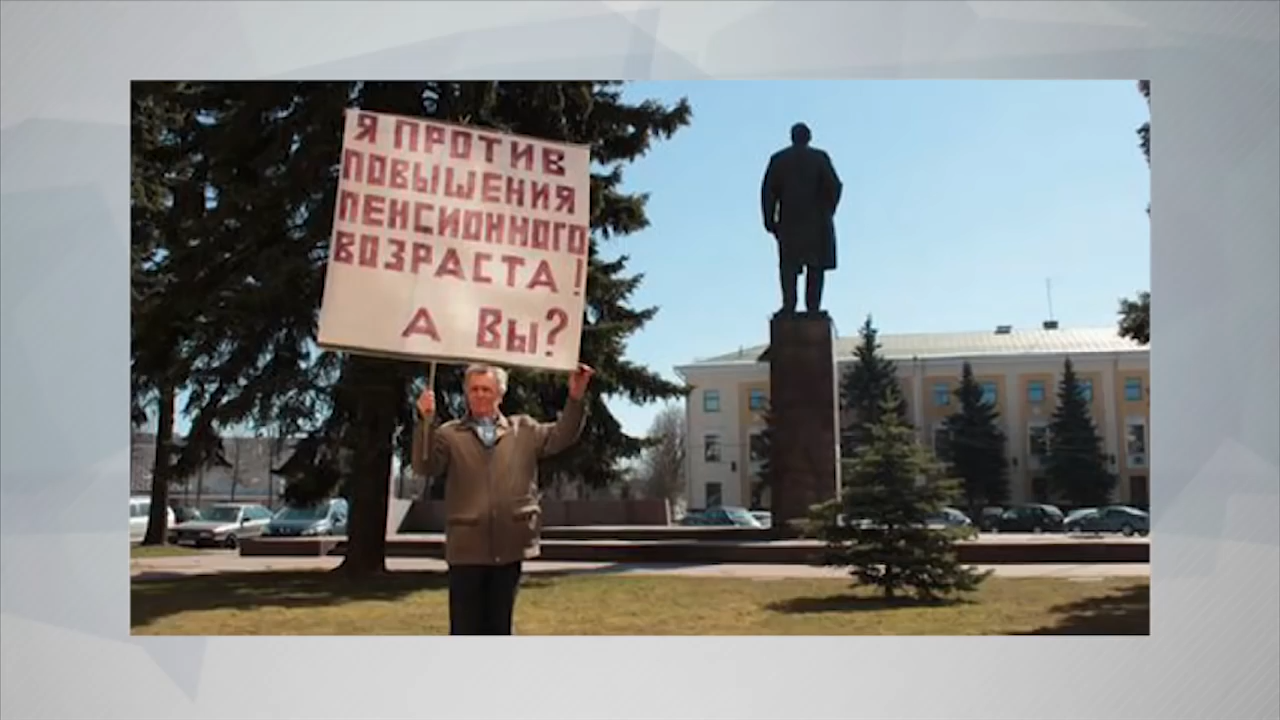 Я ПРОТИВ
ПОВЫШЕНИЯ
ПЕНСИОННОГО
ВОЗРАСТА!
А ВЫ?